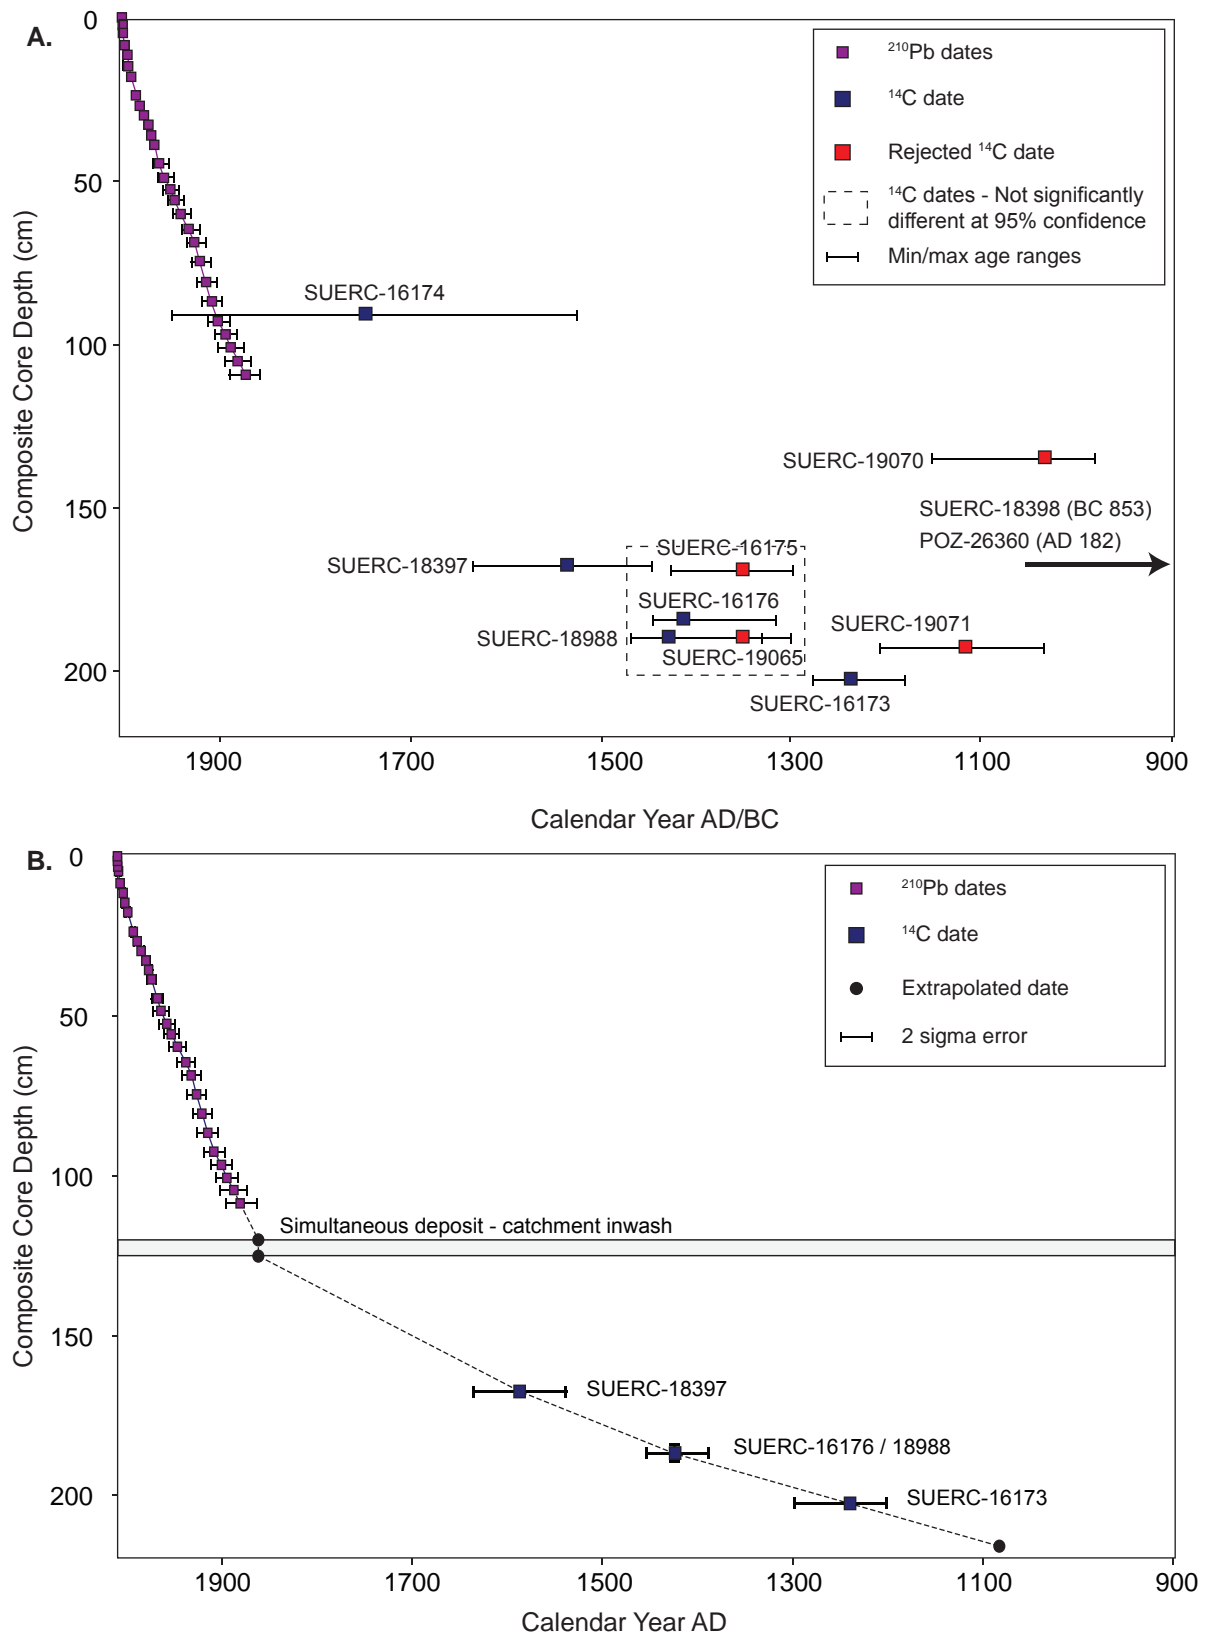 A.
0
50
100
150
200
Composite Core Depth (cm)
²¹⁰Pb dates
¹⁴C date
Rejected ¹⁴C date
¹⁴C dates - Not significantly
different at 95% confidence
Min/max age ranges
SUERC-16174
SUERC-19070
SUERC-18398 (BC 853)
POZ-26360 (AD 182)
SUERC-18397
SUERC-16175
SUERC-16176
SUERC-18988
SUERC-19065
SUERC-19071
SUERC-16173
1900 1700 1500 1300 1100 900
Calendar Year AD/BC
B.
0
50
100
150
200
Composite Core Depth (cm)
²¹⁰Pb dates
¹⁴C date
Extrapolated date
2 sigma error
Simultaneous deposit - catchment inwash
SUERC-18397
SUERC-16176 / 18988
SUERC-16173
1900 1700 1500 1300 1100 900
Calendar Year AD